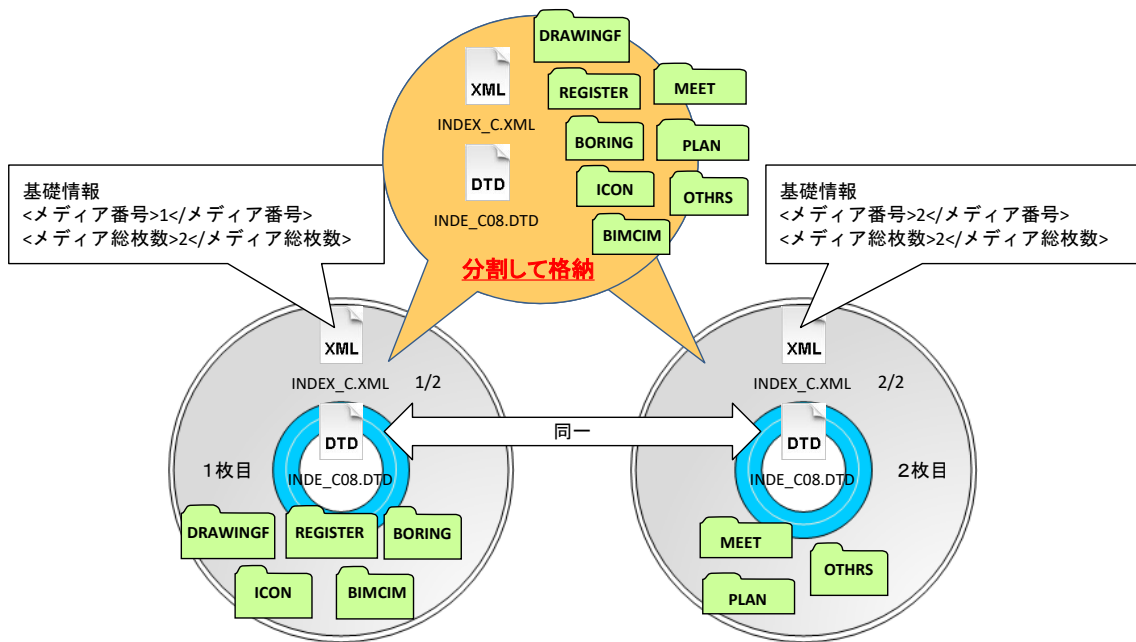 DRAWINGF
XML
INDEX_C.XML
REGISTER
MEET
BORING
PLAN
DTD
INDE_C08.DTD
ICON
OTHRS
BIMCIM
分割して格納
基礎情報
<メディア番号>1</メディア番号>
<メディア総枚数>2</メディア総枚数>
基礎情報
<メディア番号>2</メディア番号>
<メディア総枚数>2</メディア総枚数>
XML
INDEX_C.XML
1/2
DTD
INDE_C08.DTD
1枚目
DRAWINGF
REGISTER
BORING
ICON
BIMCIM
同一
XML
INDEX_C.XML
2/2
DTD
INDE_C08.DTD
2枚目
MEET
OTHRS
PLAN